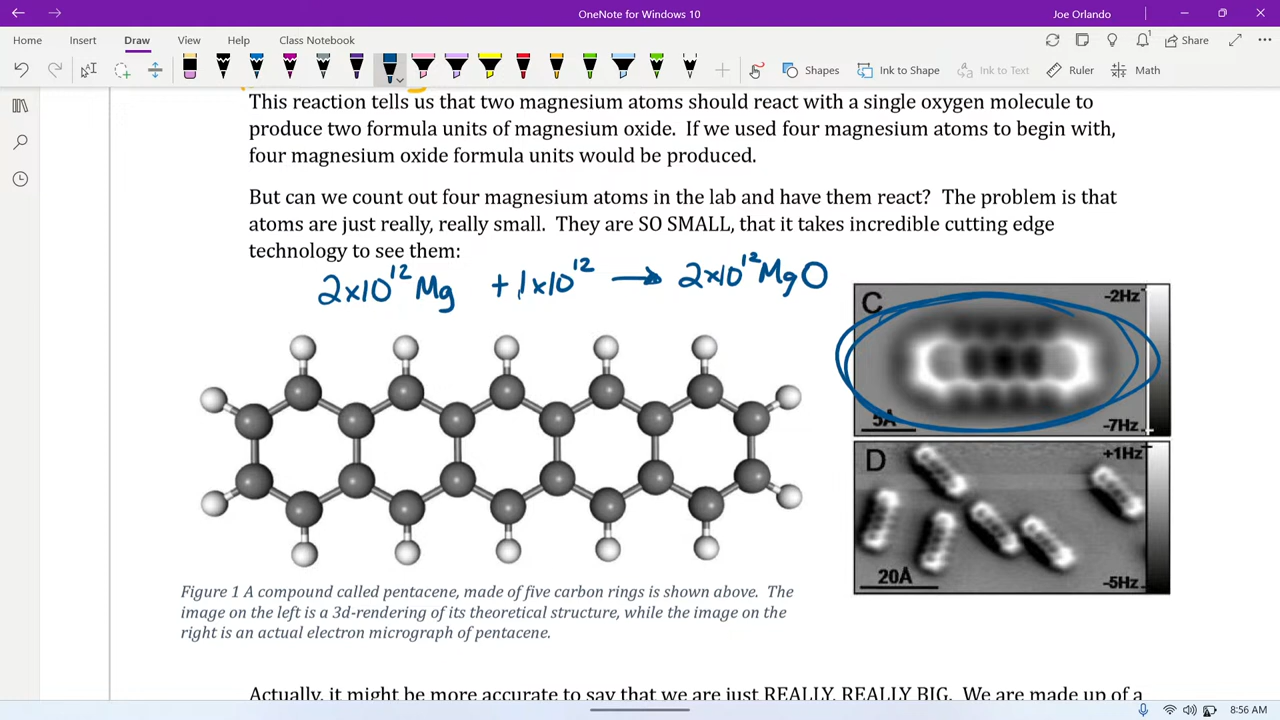 OneNote for Windows 10
Joe Orlando
Home Insert Draw View Help Class Notebook
Share
Shapes Ink to Shape Ink to Text Ruler Math
This reaction tells us that two magnesium atoms should react with a single oxygen molecule to
produce two formula units of magnesium oxide. If we used four magnesium atoms to begin with,
four magnesium oxide formula units would be produced.
But can we count out four magnesium atoms in the lab and have them react? The problem is that
atoms are just really, really small. They are SO SMALL, that it takes incredible cutting edge
technology to see them:
2x10¹² Mg + 1x10¹² → 2x10¹² MgO
C
-2Hz
5Å
-7Hz
D
+1Hz
20Å
-5Hz
Figure 1 A compound called pentacene, made of five carbon rings is shown above. The
image on the left is a 3d-rendering of its theoretical structure, while the image on the
right is an actual electron micrograph of pentacene.
Actually, it might be more accurate to say that we are just REALLY, REALLY BIG. We are made up of a
8:56 AM